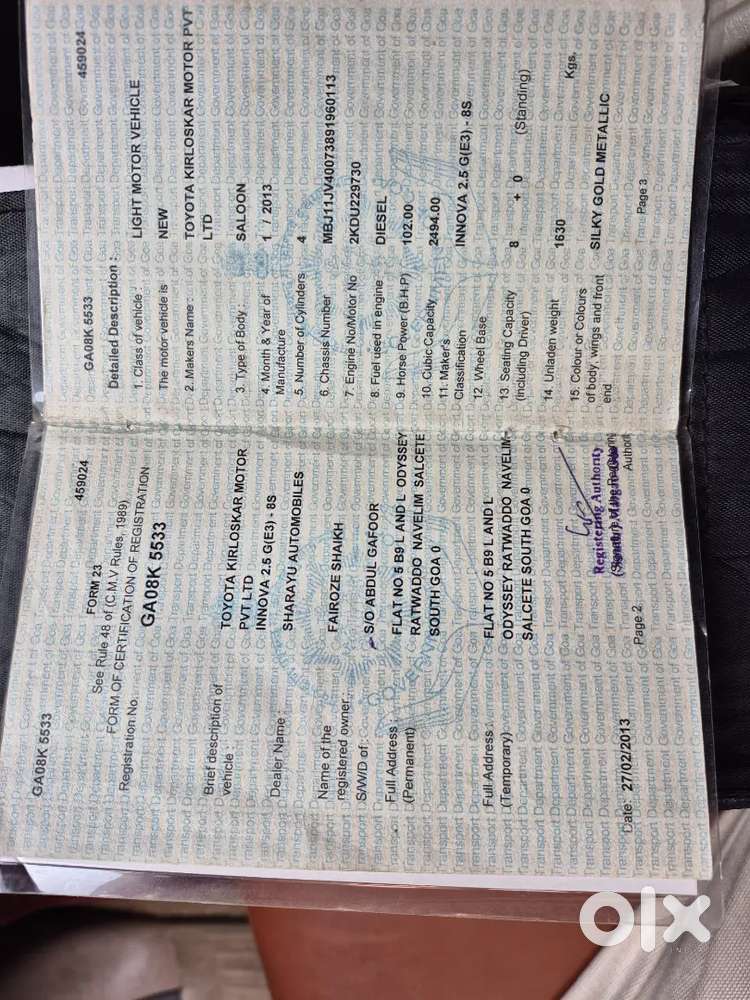 GA08K 5533
459024
FORM 23
See Rule 48 of (C.M.V Rules, 1989)
FORM OF CERTIFICATION OF REGISTRATION
Registration No. GA08K 5533
Brief description of vehicle : TOYOTA KIRLOSKAR MOTOR
PVT LTD
INNOVA 2.5 G(E3) - 8S
Dealer Name : SHARAYU AUTOMOBILES
Name of the
registered owner: FAIROZE SHAIKH
S/W/D of : S/O ABDUL GAFOOR
Full Address FLAT NO 5 B9 L AND L ODYSSEY
(Permanent) RATWADDO NAVELIM SALCETE
SOUTH GOA 0
Full Address : FLAT NO 5 B9 L AND L
(Temporary) ODYSSEY RATWADDO NAVELIM
SALCETE SOUTH GOA 0
Registering Authority
Date: 27/02/2013
Page 2
GA08K 5533
459024
Detailed Description :
1. Class of vehicle : LIGHT MOTOR VEHICLE
The motor vehicle is NEW
2. Makers Name : TOYOTA KIRLOSKAR MOTOR PVT
LTD
3. Type of Body : SALOON
4. Month & Year of 1 / 2013
Manufacture
5. Number of Cylinders 4
6. Chassis Number MBJ11JV40073891960113
7. Engine No/Motor No 2KDU229730
8. Fuel used in engine DIESEL
9. Horse Power (B.H.P) 102.00
10. Cubic Capacity 2494.00
11. Maker's
Classification INNOVA 2.5 G(E3) - 8S
12. Wheel Base
13. Seating Capacity 8 + 0 (Standing)
(Including Driver)
14. Unladen weight 1630 Kgs.
15. Colour or Colours
of body, wings and front SILKY GOLD METALLIC
end
Page 3
olx
INDIA